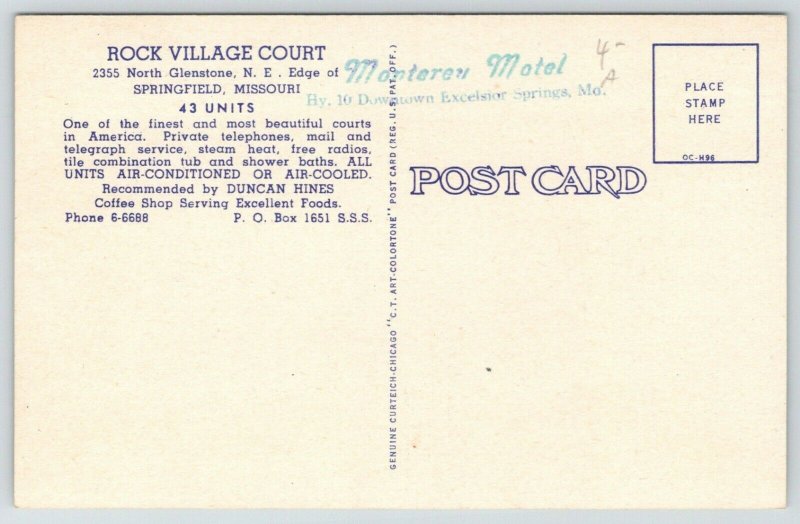 ROCK VILLAGE COURT
2355 North Glenstone, N. E. Edge of
SPRINGFIELD, MISSOURI
43 UNITS
One of the finest and most beautiful courts
in America. Private telephones, mail and
telegraph service, steam heat, free radios,
tile combination tub and shower baths. ALL
UNITS AIR-CONDITIONED OR AIR-COOLED.
Recommended by DUNCAN HINES
Coffee Shop Serving Excellent Foods.
Phone 6-6688 P. O. Box 1651 S.S.S.
Monterey Motel
Hy. 10 Downtown Excelsior Springs, Mo.
4-
A
GENUINE CURTEICH-CHICAGO "C.T. ART-COLORTONE" POST CARD (REG. U.S. PAT. OFF.)
POST CARD
PLACE
STAMP
HERE
OC-H96